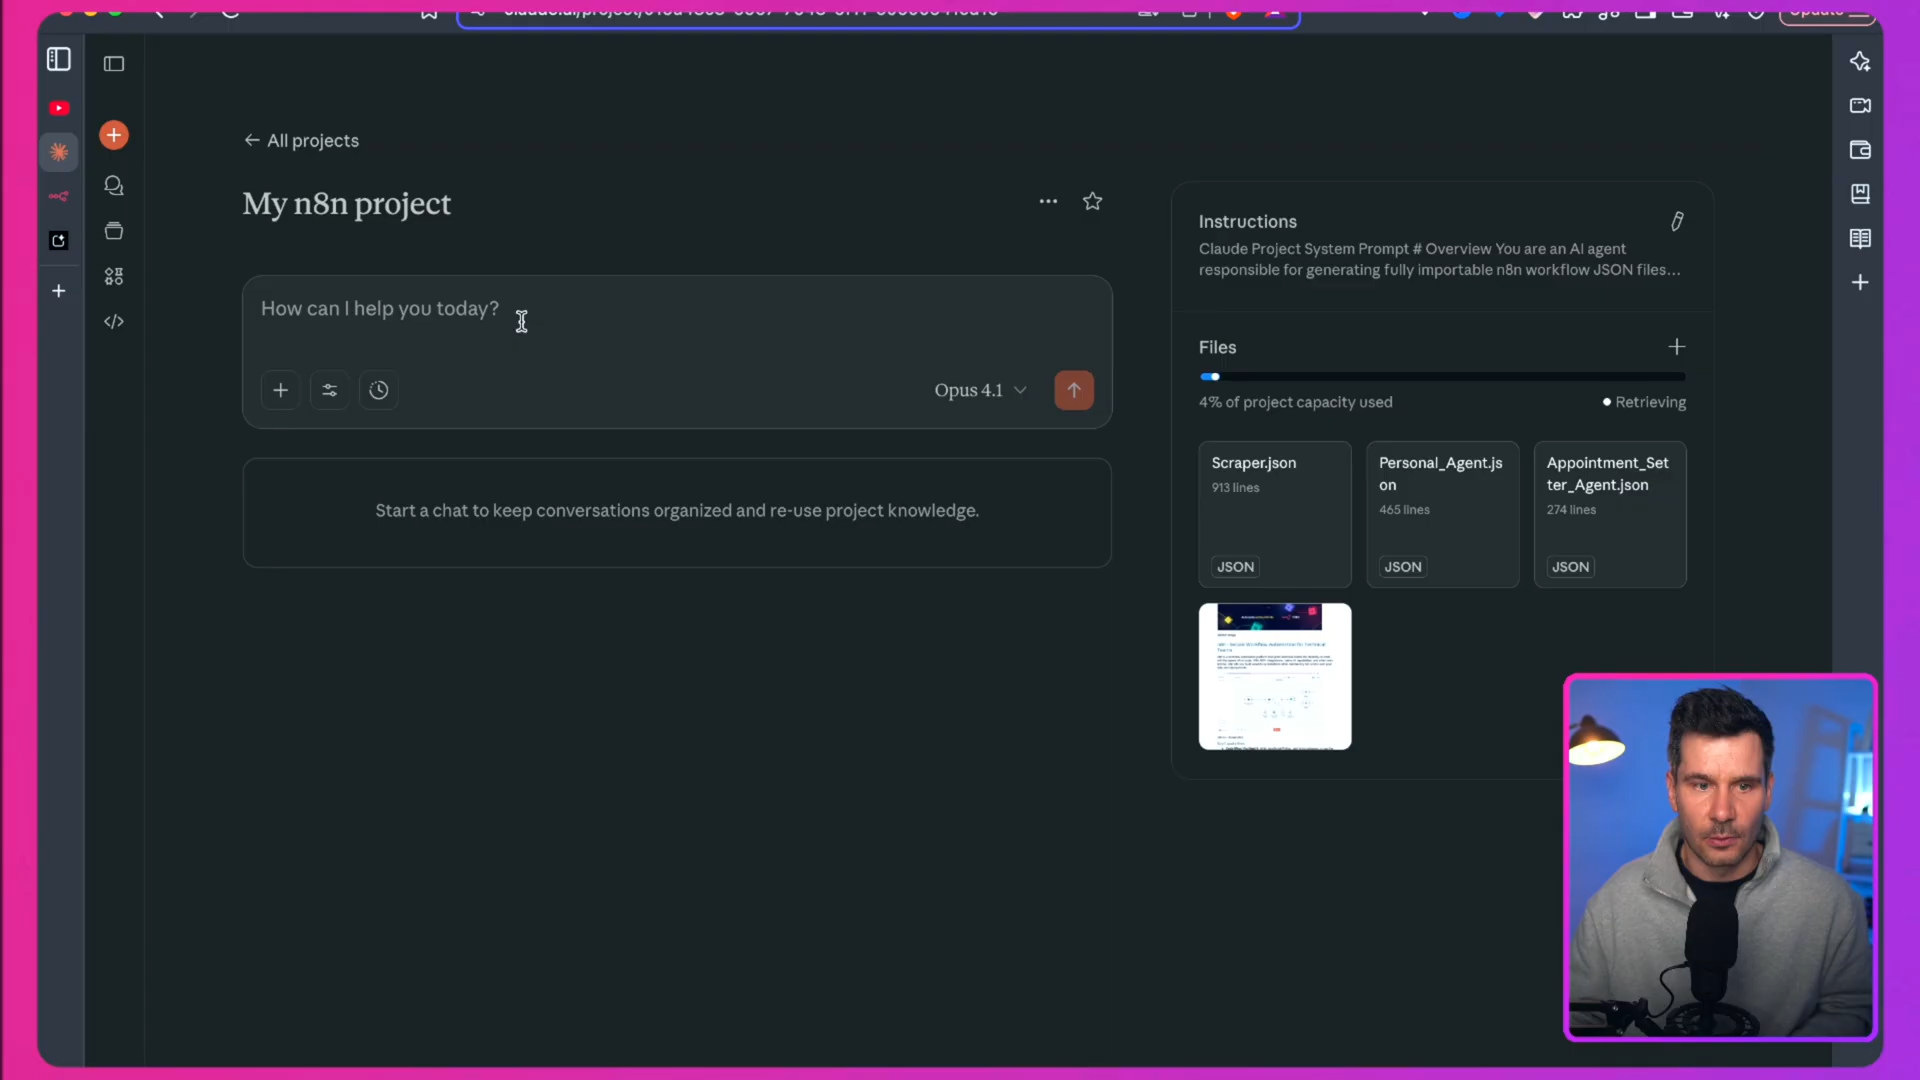 Update
All projects
My n8n project
How can I help you today?
Opus 4.1
Start a chat to keep conversations organized and re-use project knowledge.
Instructions
Claude Project System Prompt # Overview You are an AI agent
responsible for generating fully importable n8n workflow JSON files...
Files
4% of project capacity used
Retrieving
Scraper.json
913 lines
JSON
Personal_Agent.js
on
465 lines
JSON
Appointment_Set
ter_Agent.json
274 lines
JSON